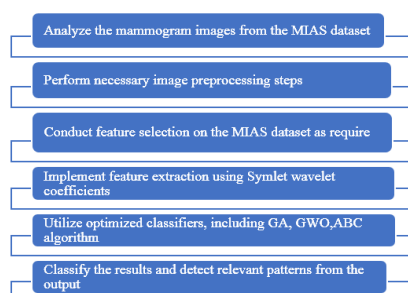 Analyze the mammogram images from the MIAS dataset
Perform necessary image preprocessing steps
Conduct feature selection on the MIAS dataset as require
Implement feature extraction using Symlet wavelet
coefficients
Utilize optimized classifiers, including GA, GWO,ABC
algorithm
Classify the results and detect relevant patterns from the
output